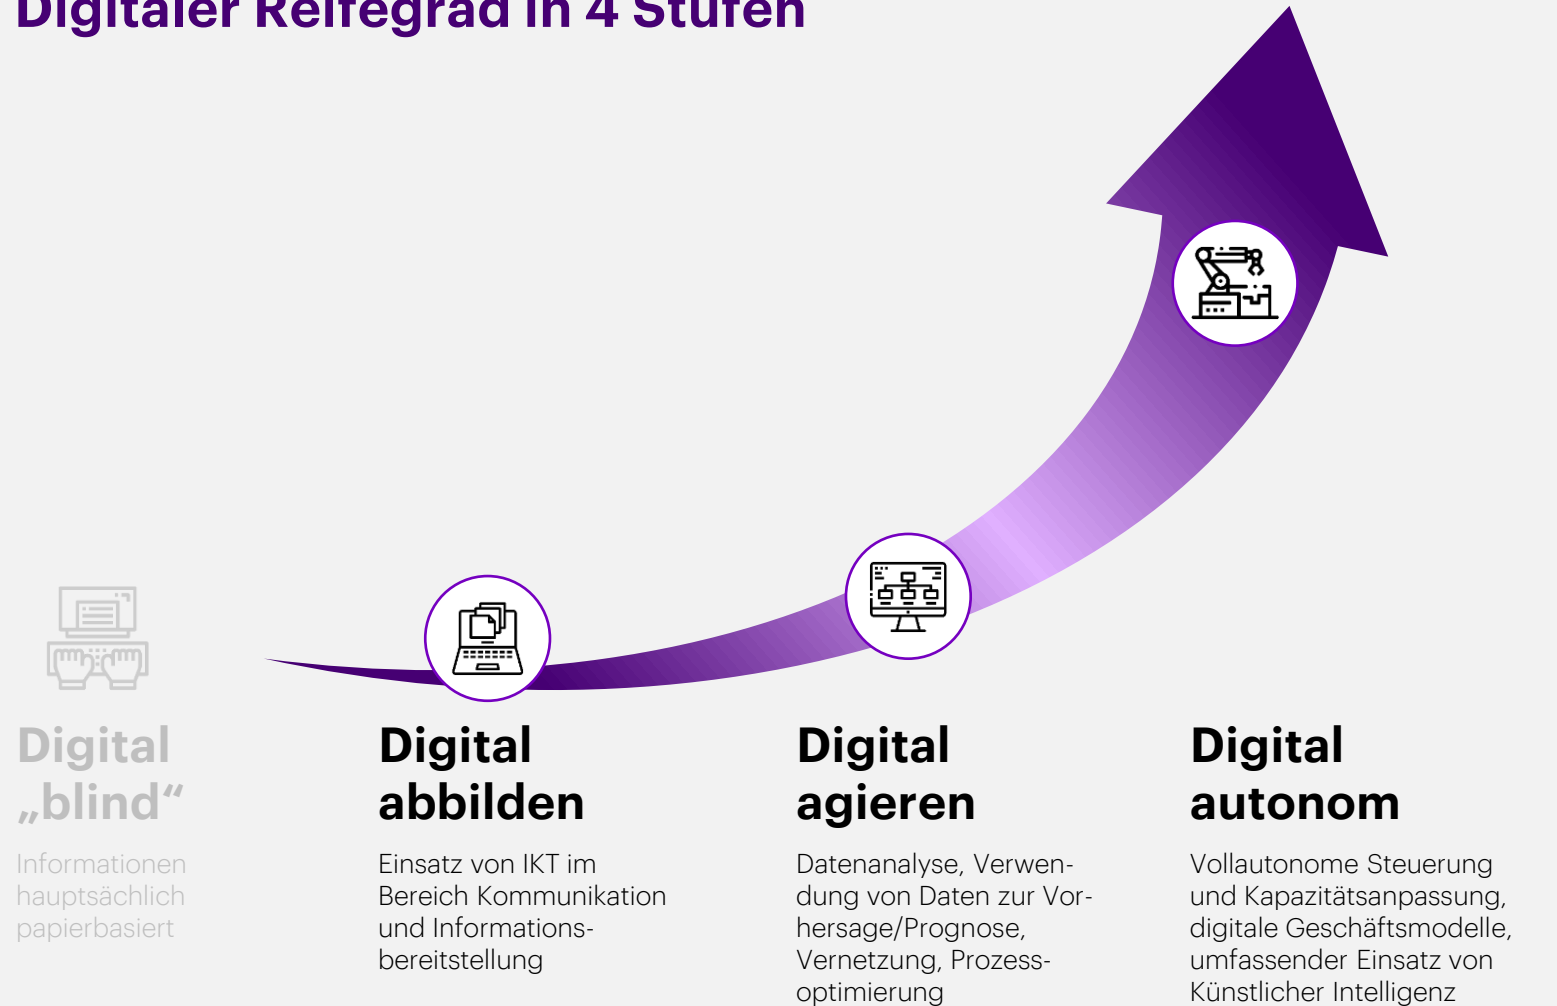 Digitaler Reifegrad in 4 Stufen
Digital
„blind“
Informationen
hauptsächlich
papierbasiert
Digital
abbilden
Einsatz von IKT im
Bereich Kommunikation
und Informations-
bereitstellung
Digital
agieren
Datenanalyse, Verwen-
dung von Daten zur Vor-
hersage/Prognose,
Vernetzung, Prozess-
optimierung
Digital
autonom
Vollautonome Steuerung
und Kapazitätsanpassung,
digitale Geschäftsmodelle,
umfassender Einsatz von
Künstlicher Intelligenz